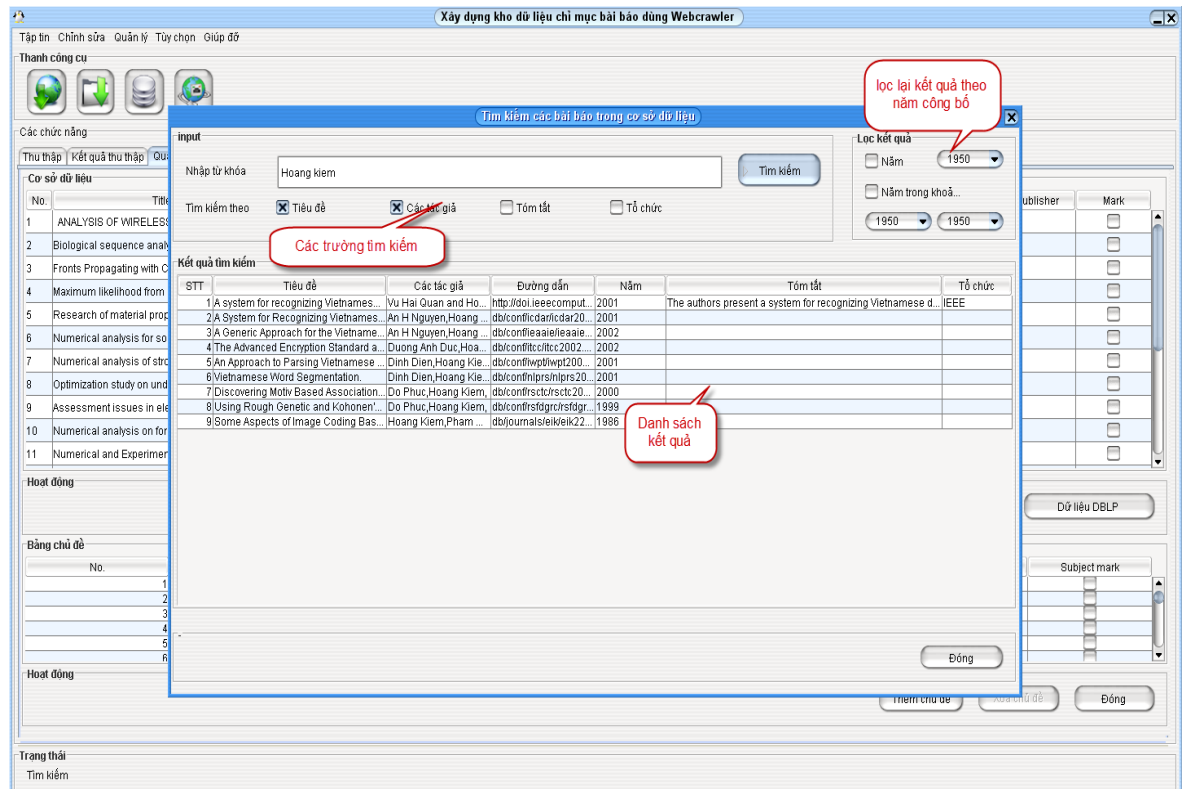 Xây dựng kho dữ liệu chỉ mục bài báo dùng Webcrawler
Tập tin Chỉnh sửa Quản lý Tùy chọn Giúp đỡ
Thanh công cụ
lọc lại kết quả theo
năm công bố
Tìm kiếm các bài báo trong cơ sở dữ liệu
Các chức năng
Thu thập Kết quả thu thập
input
Lọc kết quả
Nhập từ khóa Hoang kiem Tìm kiếm
Năm 1950
Năm trong khoả...
Tìm kiếm theo Tiêu đề Các tác giả Tóm tắt Tổ chức
1950 1950
Các trường tìm kiếm
Cơ sở dữ liệu
No. Mark
1 ANALYSIS OF WIRELESS
2 Biological sequence analy
3 Fronts Propagating with C
4 Maximum likelihood from
5 Research of material prop
6 Numerical analysis for so
7 Numerical analysis of stro
8 Optimization study on und
9 Assessment issues in ele
10 Numerical analysis on for
11 Numerical and Experimen
Kết quả tìm kiếm
STT Tiêu đề Các tác giả Đường dẫn Năm Tóm tắt Tổ chức
1 A system for recognizing Vietnames... Vu Hai Quan and Ho... http://doi.ieeecomput... 2001 The authors present a system for recognizing Vietnamese d... IEEE
2 A System for Recognizing Vietnames... An H Nguyen,Hoang ... db/conf/icdar/icdar20... 2001
3 A Generic Approach for the Vietname... An H Nguyen,Hoang ... db/conf/ieaaie/ieaaie... 2002
4 The Advanced Encryption Standard a... Duong Anh Duc,Hoa... db/conf/itcc/itcc2002.... 2002
5 An Approach to Parsing Vietnamese ... Dinh Dien,Hoang Kie... db/conf/iwpt/iwpt200... 2001
6 Vietnamese Word Segmentation. Dinh Dien,Hoang Kie... db/conf/nlprs/nlprs20... 2001
7 Discovering Motiv Based Association... Do Phuc,Hoang Kiem, db/conf/rsctc/rsctc20... 2000
8 Using Rough Genetic and Kohonen'... Do Phuc,Hoang Kiem, db/conf/rsfdgrc/rsfdgr... 1999
9 Some Aspects of Image Coding Bas... Hoang Kiem,Pham ... db/journals/eik/eik22... 1986
Danh sách
kết quả
Hoạt động
Dữ liệu DBLP
Bảng chủ đề
No. Subject mark
1
2
3
4
5
6
Đóng
Hoạt động
Thêm chủ đề Xóa chủ đề Đóng
Trạng thái
Tìm kiếm